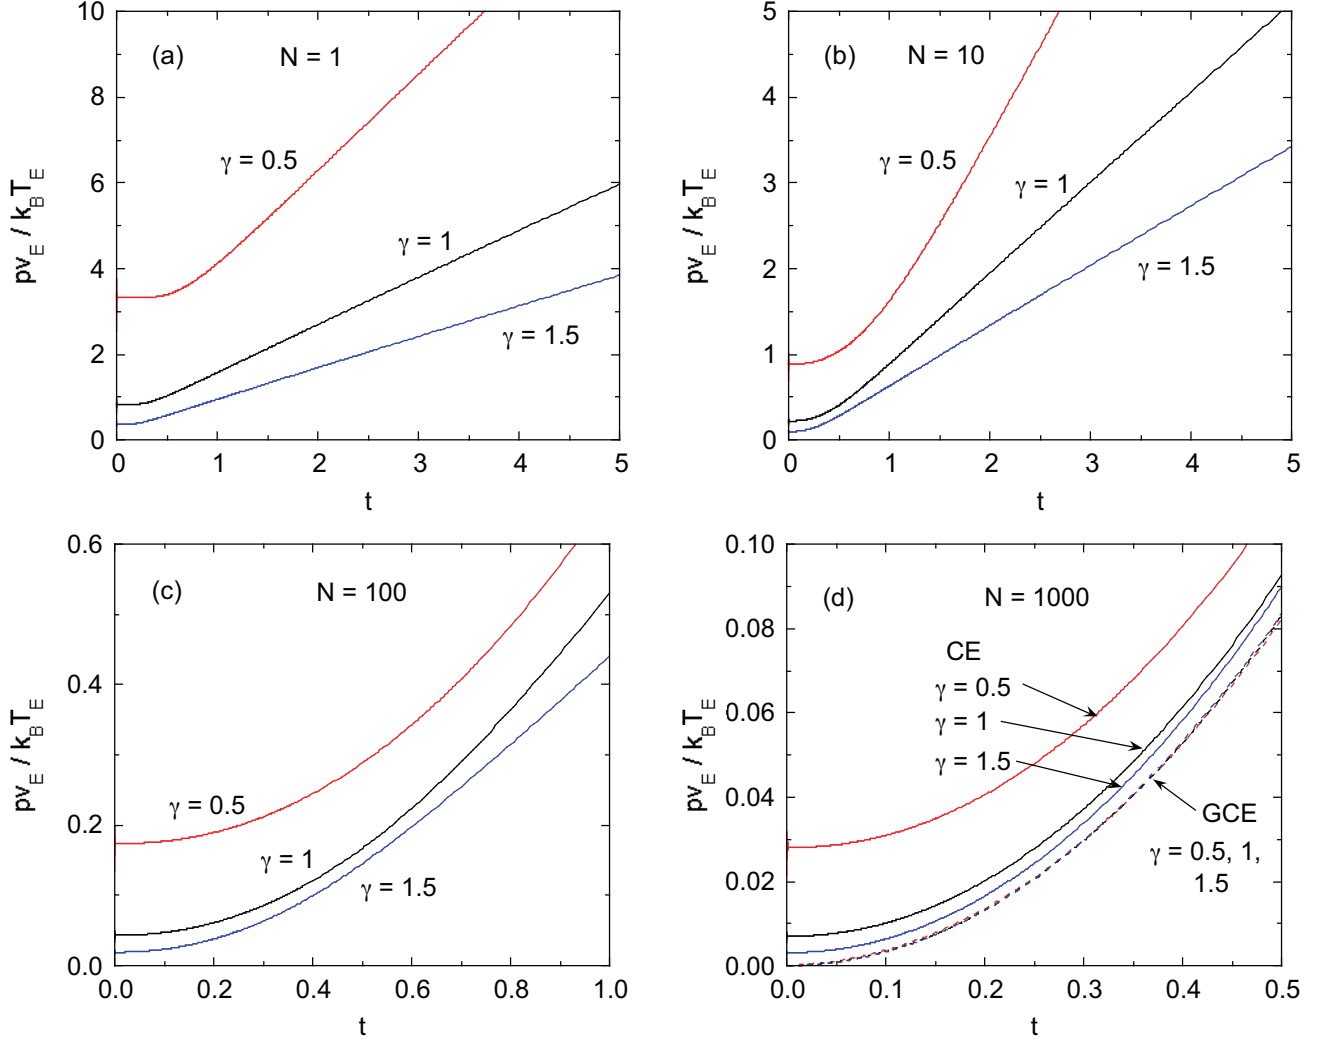 (a)
N = 1
10
8
6
4
2
0
γ = 0.5
γ = 1
γ = 1.5
0 1 2 3 4 5
t
pv_E / k_B T_E
(b)
N = 10
5
4
3
2
1
0
γ = 0.5
γ = 1
γ = 1.5
0 1 2 3 4 5
t
pv_E / k_B T_E
(c)
N = 100
0.6
0.4
0.2
0.0
γ = 0.5
γ = 1
γ = 1.5
0.0 0.2 0.4 0.6 0.8 1.0
t
pv_E / k_B T_E
(d)
N = 1000
0.10
0.08
0.06
0.04
0.02
0.00
CE
γ = 0.5
γ = 1
γ = 1.5
GCE
γ = 0.5, 1,
1.5
0.0 0.1 0.2 0.3 0.4 0.5
t
pv_E / k_B T_E